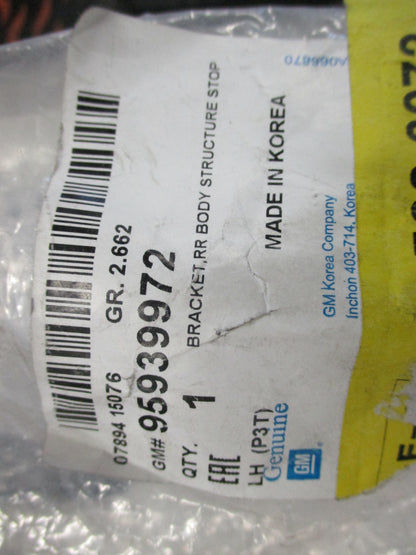 07894 15076 GR. 2.662
GM# 95939972
QTY. 1 BRACKET,RR BODY STRUCTURE STOP
EAC
LH (P3T) MADE IN KOREA
Genuine
GM
GM Korea Company
Inchon 403-714, Korea
A066870